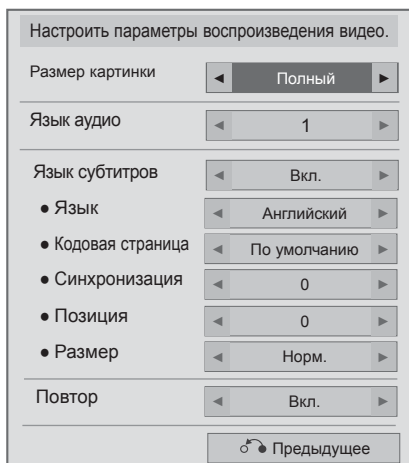 Настроить параметры воспроизведения видео.
Размер картинки ◄ Полный ►
Язык аудио ◄ 1 ►
Язык субтитров ◄ Вкл. ►
● Язык ◄ Английский ►
● Кодовая страница ◄ По умолчанию ►
● Синхронизация ◄ 0 ►
● Позиция ◄ 0 ►
● Размер ◄ Норм. ►
Повтор ◄ Вкл. ►
Предыдущее